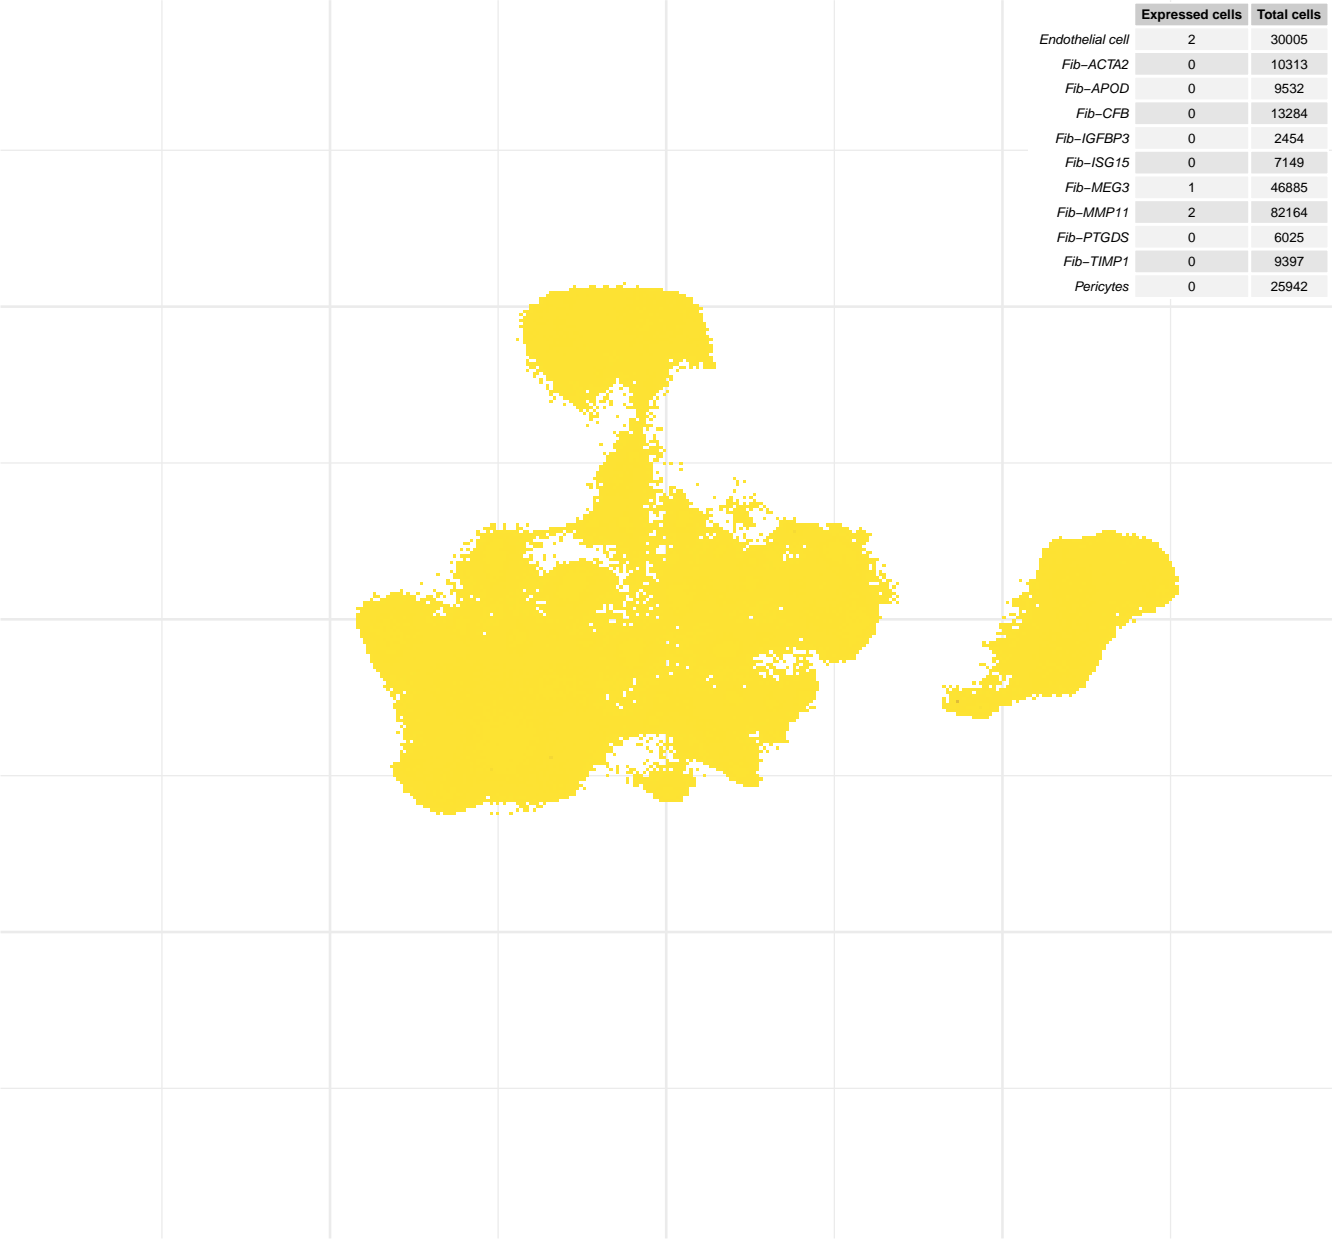 Expressed cells Total cells
Endothelial cell 2 30005
Fib−ACTA2 0 10313
Fib−APOD 0 9532
Fib−CFB 0 13284
Fib−IGFBP3 0 2454
Fib−ISG15 0 7149
Fib−MEG3 1 46885
Fib−MMP11 2 82164
Fib−PTGDS 0 6025
Fib−TIMP1 0 9397
Pericytes 0 25942